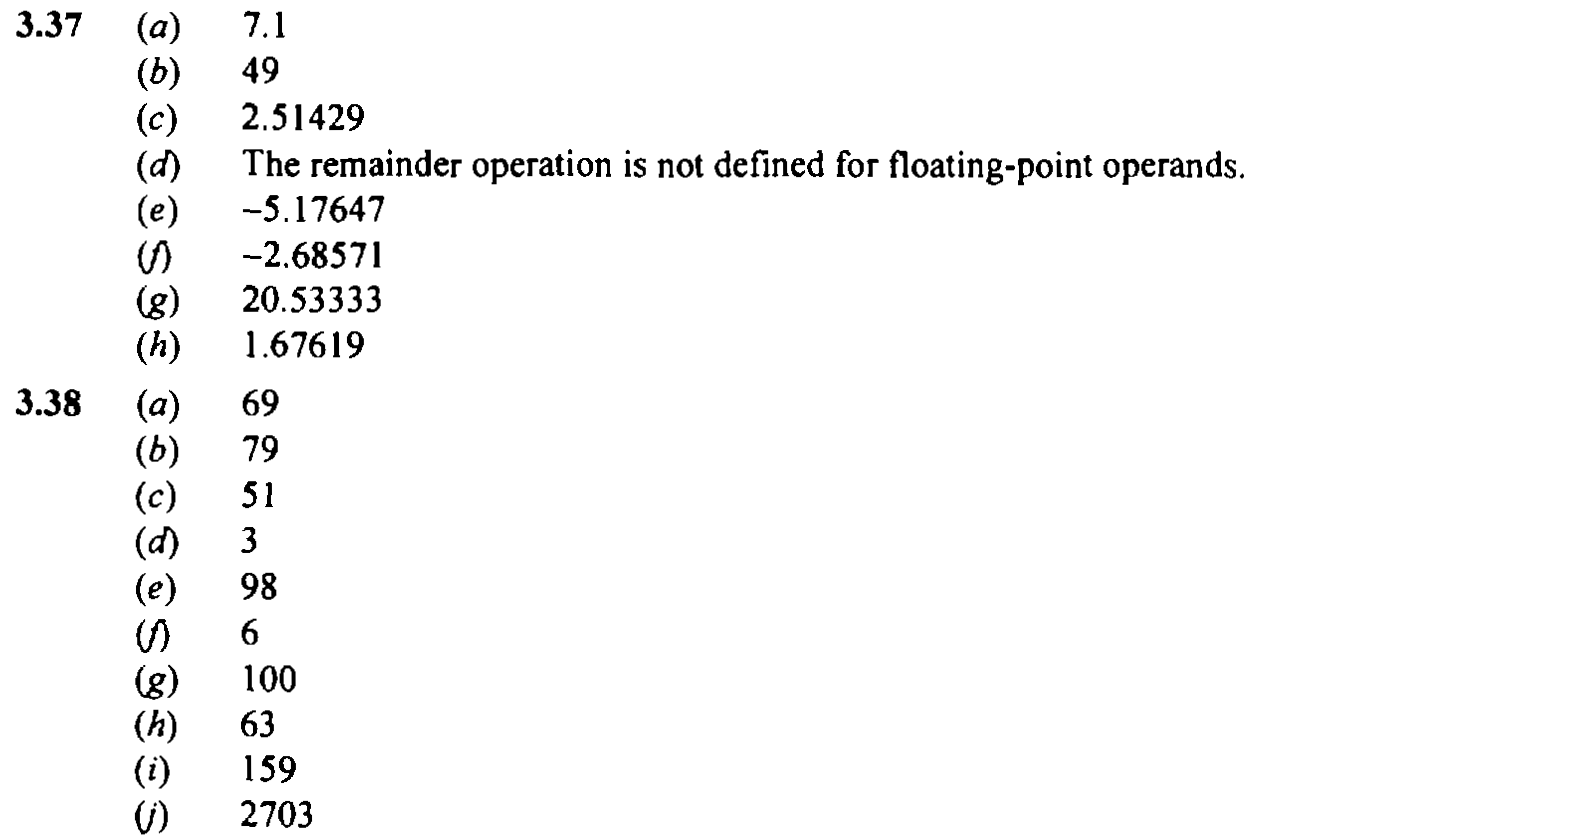 3.37 (a) 7.1
(b) 49
(c) 2.51429
(d) The remainder operation is not defined for floating-point operands.
(e) –5.17647
(f) –2.68571
(g) 20.53333
(h) 1.67619
3.38 (a) 69
(b) 79
(c) 51
(d) 3
(e) 98
(f) 6
(g) 100
(h) 63
(i) 159
(j) 2703